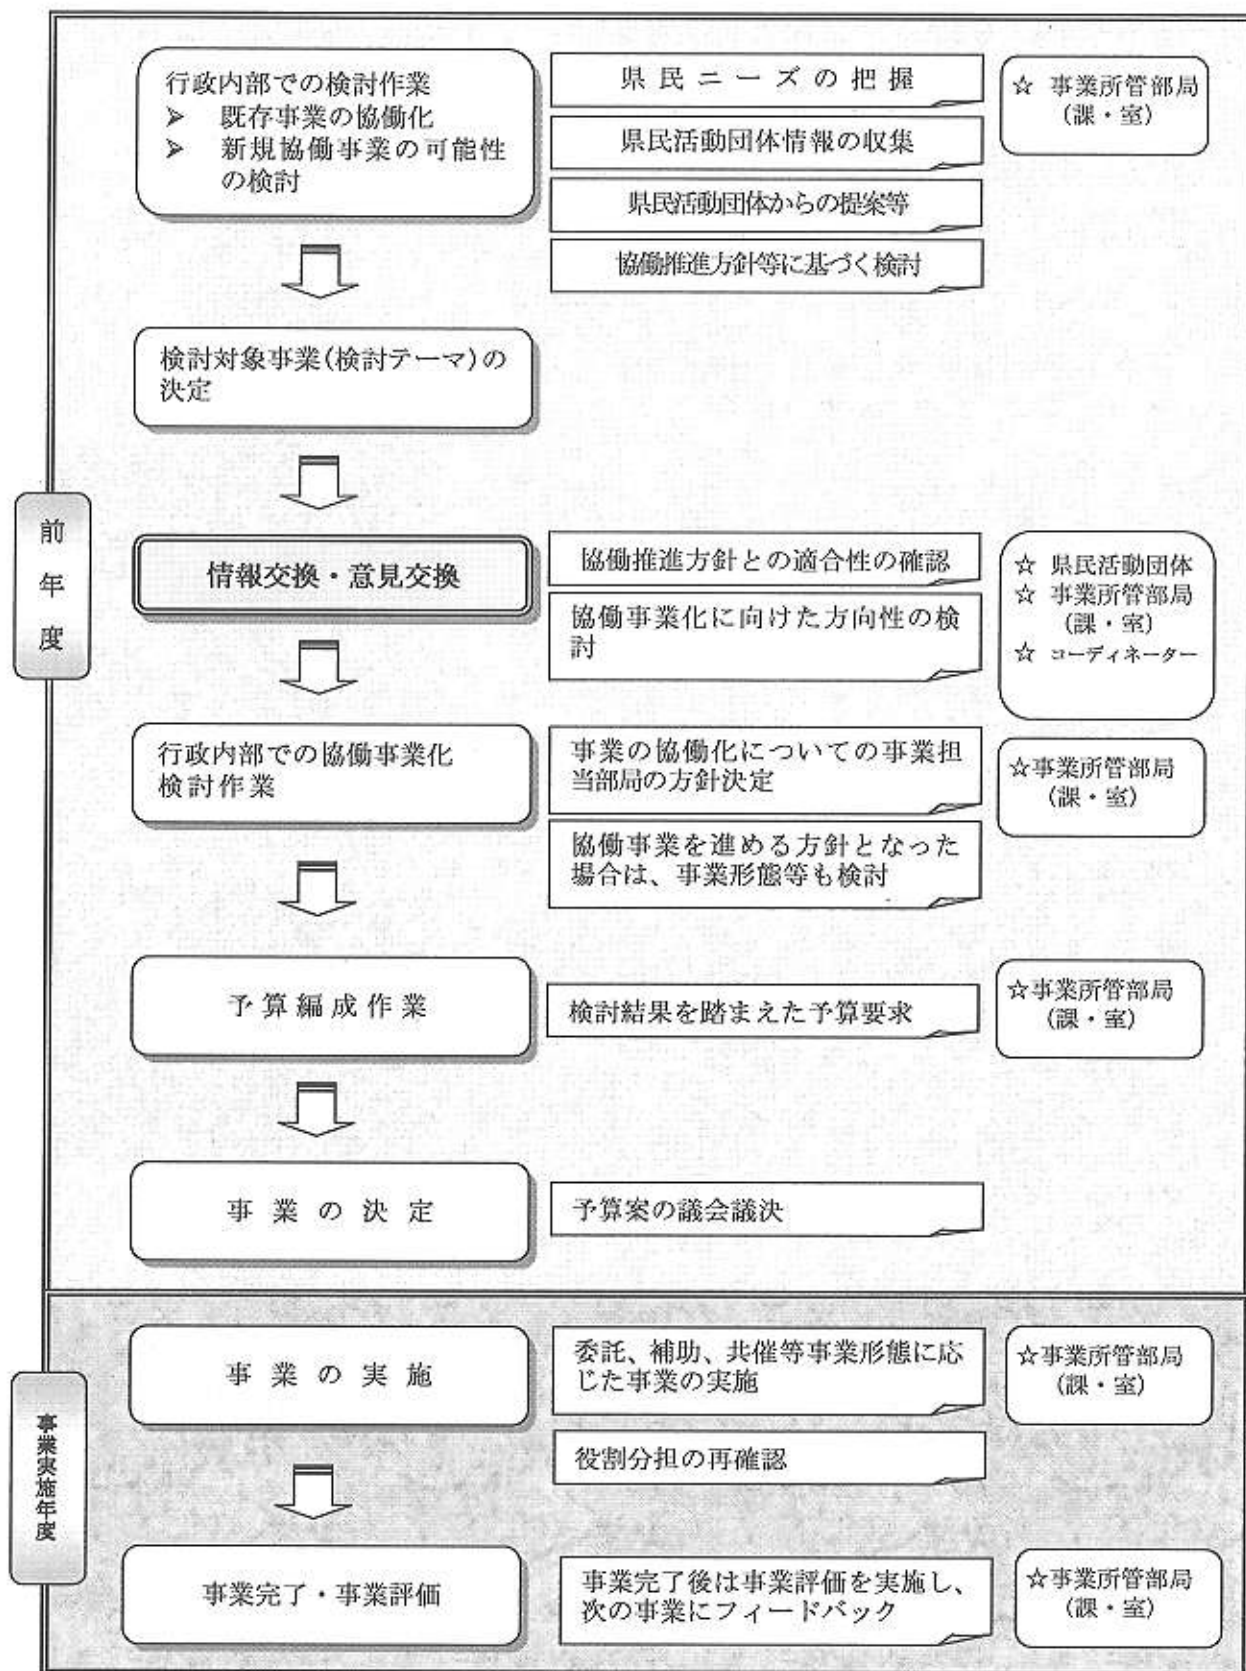 行政内部での検討作業
➢ 既存事業の協働化
➢ 新規協働事業の可能性
の検討
県民ニーズの把握
県民活動団体情報の収集
県民活動団体からの提案等
協働推進方針等に基づく検討
☆ 事業所管部局
(課・室)
検討対象事業(検討テーマ)の
決定
前年度
情報交換・意見交換
協働推進方針との適合性の確認
協働事業化に向けた方向性の検
討
☆ 県民活動団体
☆ 事業所管部局
(課・室)
☆ コーディネーター
行政内部での協働事業化
検討作業
事業の協働化についての事業担
当部局の方針決定
協働事業を進める方針となった
場合は、事業形態等も検討
☆事業所管部局
(課・室)
予算編成作業
検討結果を踏まえた予算要求
☆事業所管部局
(課・室)
事業の決定
予算案の議会議決
事業実施年度
事業の実施
委託、補助、共催等事業形態に応
じた事業の実施
役割分担の再確認
☆事業所管部局
(課・室)
事業完了・事業評価
事業完了後は事業評価を実施し、
次の事業にフィードバック
☆事業所管部局
(課・室)